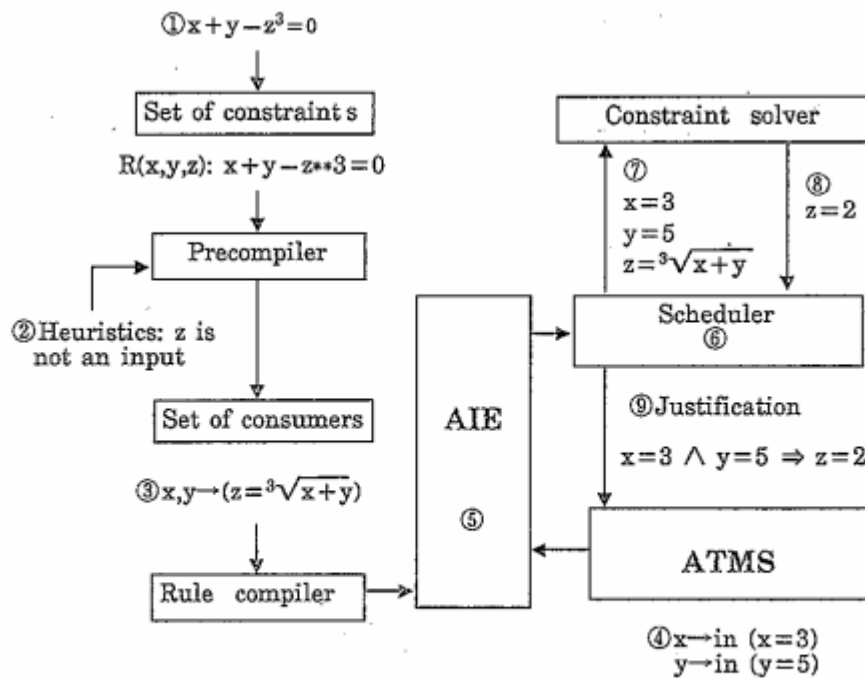 ①x+y−z³=0
Set of constraints
R(x,y,z): x+y−z**3=0
Precompiler
②Heuristics: z is
not an input
Set of consumers
③x,y→(z=³√x+y)
Rule compiler
AIE
⑤
Constraint solver
⑦
x=3
y=5
z=³√x+y
⑧
z=2
Scheduler
⑥
⑨Justification
x=3 ∧ y=5 ⇒ z=2
ATMS
④x→in (x=3)
y→in (y=5)